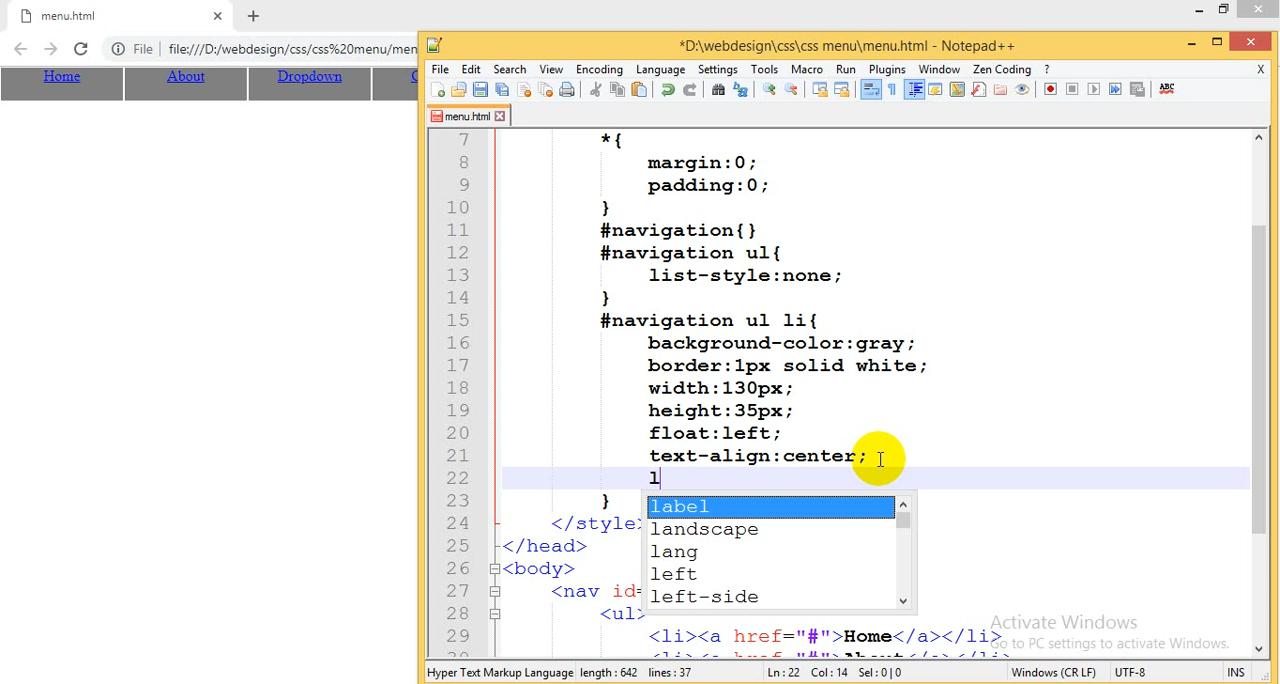 menu.html
File
file:///D:/webdesign/css/css%20menu/men
Home
About
Dropdown
*D:\webdesign\css\css menu\menu.html - Notepad++
File Edit Search View Encoding Language Settings Tools Macro Run Plugins Window Zen Coding ? X
ABC
menu.html
7 *{
8 margin:0;
9 padding:0;
10 }
11 #navigation{}
12 #navigation ul{
13 list-style:none;
14 }
15 #navigation ul li{
16 background-color:gray;
17 border:1px solid white;
18 width:130px;
19 height:35px;
20 float:left;
21 text-align:center;
22 l
23 }
label
24 </style>
landscape
25 </head>
lang
26 <body>
left
27 <nav id=
left-side
28 <ul>
29 <li><a href="#">Home</a></li>
Activate Windows
Go to PC settings to activate Windows.
Hyper Text Markup Language length : 642 lines : 37 Ln : 22 Col : 14 Sel : 0 | 0 Windows (CR LF) UTF-8 INS